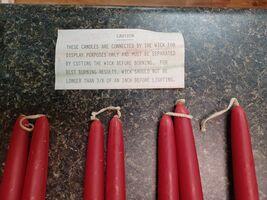 CAUTION
THESE CANDLES ARE CONNECTED BY THE WICK FOR
DISPLAY PURPOSES ONLY AND MUST BE SEPARATED
BY CUTTING THE WICK BEFORE BURNING. FOR
BEST BURNING RESULTS, WICK SHOULD NOT BE
LONGER THAN 3/8 OF AN INCH BEFORE LIGHTING.